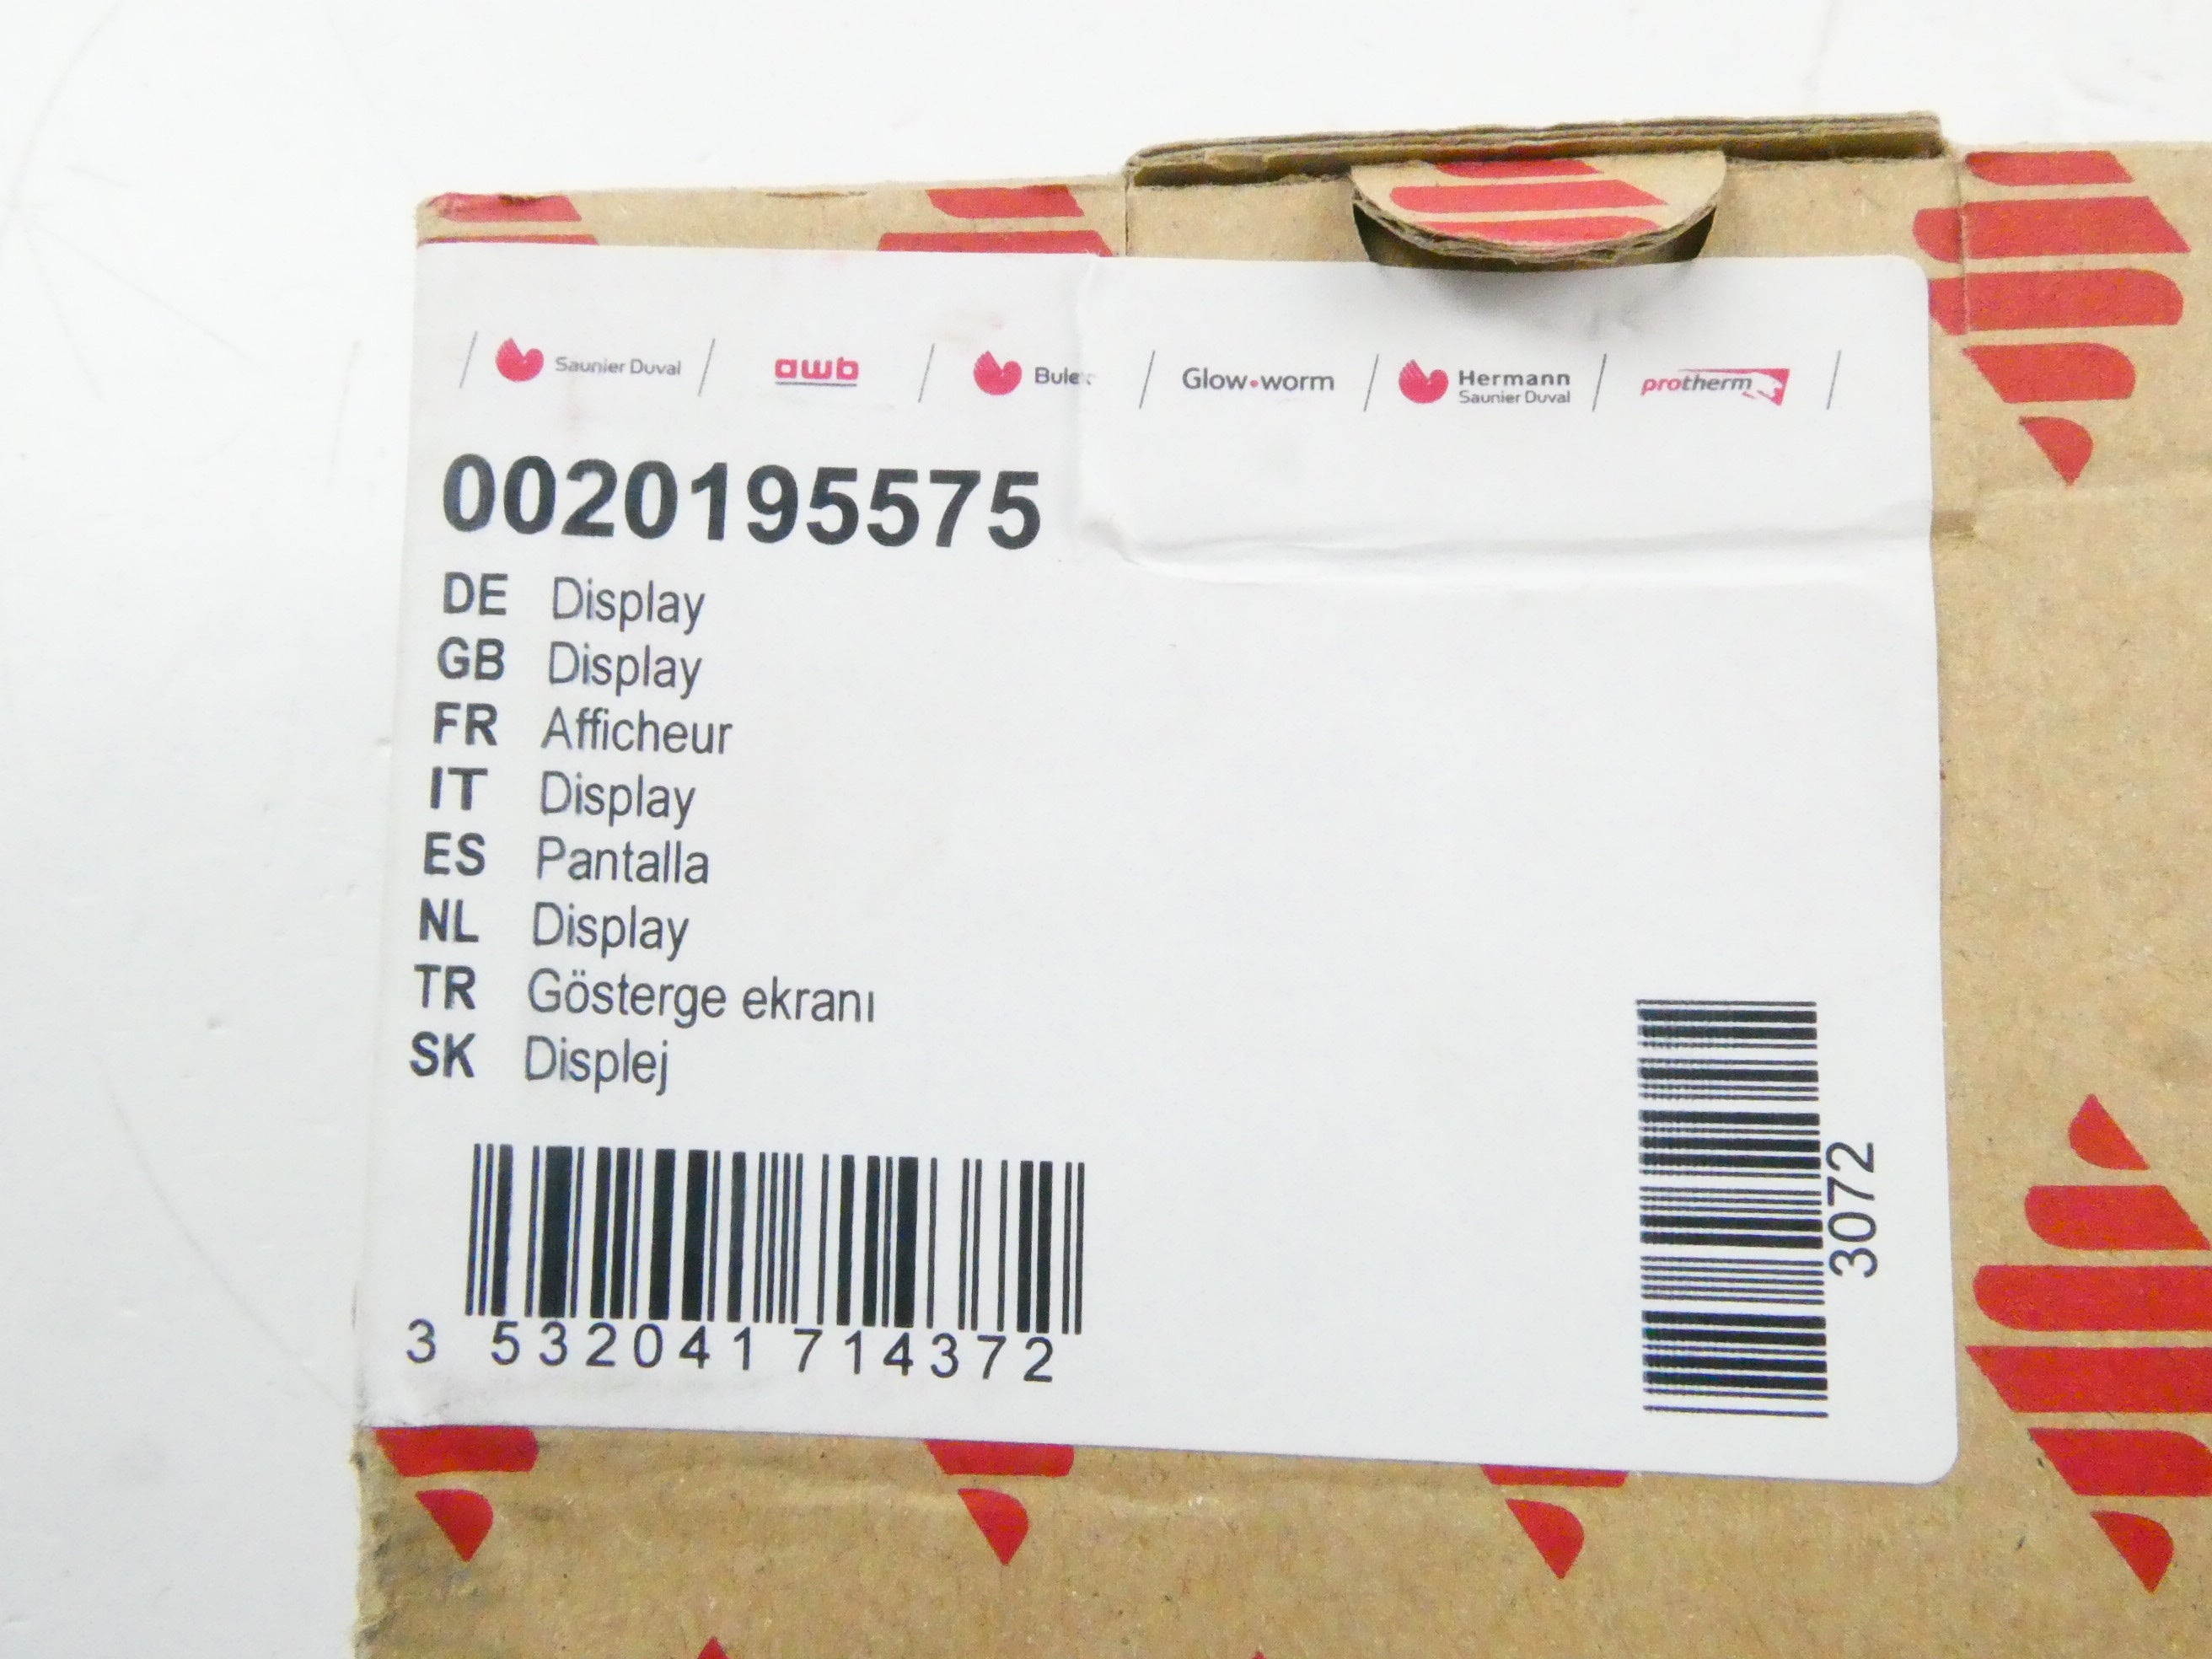 Saunier Duval awb Glow•worm Hermann Saunier Duval protherm
0020195575
DE Display
GB Display
FR Afficheur
IT Display
ES Pantalla
NL Display
TR Gösterge ekranı
SK Displej
3 532041 714372
3072